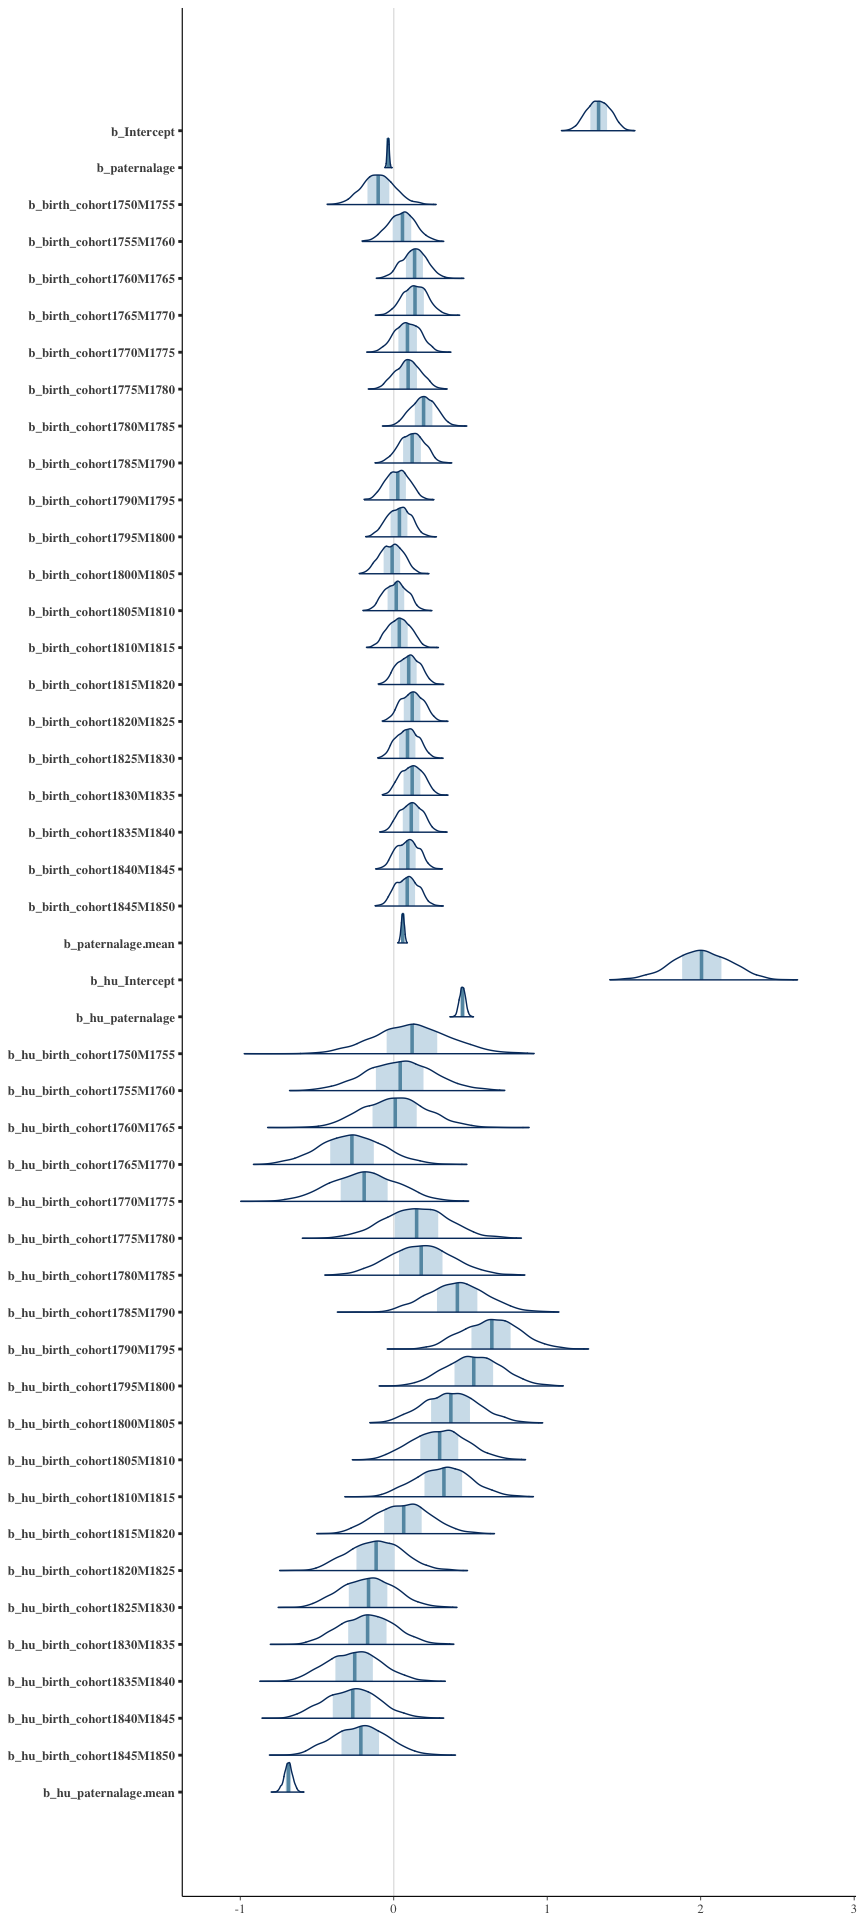 b_Intercept
b_paternalage
b_birth_cohort1750M1755
b_birth_cohort1755M1760
b_birth_cohort1760M1765
b_birth_cohort1765M1770
b_birth_cohort1770M1775
b_birth_cohort1775M1780
b_birth_cohort1780M1785
b_birth_cohort1785M1790
b_birth_cohort1790M1795
b_birth_cohort1795M1800
b_birth_cohort1800M1805
b_birth_cohort1805M1810
b_birth_cohort1810M1815
b_birth_cohort1815M1820
b_birth_cohort1820M1825
b_birth_cohort1825M1830
b_birth_cohort1830M1835
b_birth_cohort1835M1840
b_birth_cohort1840M1845
b_birth_cohort1845M1850
b_paternalage.mean
b_hu_Intercept
b_hu_paternalage
b_hu_birth_cohort1750M1755
b_hu_birth_cohort1755M1760
b_hu_birth_cohort1760M1765
b_hu_birth_cohort1765M1770
b_hu_birth_cohort1770M1775
b_hu_birth_cohort1775M1780
b_hu_birth_cohort1780M1785
b_hu_birth_cohort1785M1790
b_hu_birth_cohort1790M1795
b_hu_birth_cohort1795M1800
b_hu_birth_cohort1800M1805
b_hu_birth_cohort1805M1810
b_hu_birth_cohort1810M1815
b_hu_birth_cohort1815M1820
b_hu_birth_cohort1820M1825
b_hu_birth_cohort1825M1830
b_hu_birth_cohort1830M1835
b_hu_birth_cohort1835M1840
b_hu_birth_cohort1840M1845
b_hu_birth_cohort1845M1850
b_hu_paternalage.mean
-1 0 1 2 3